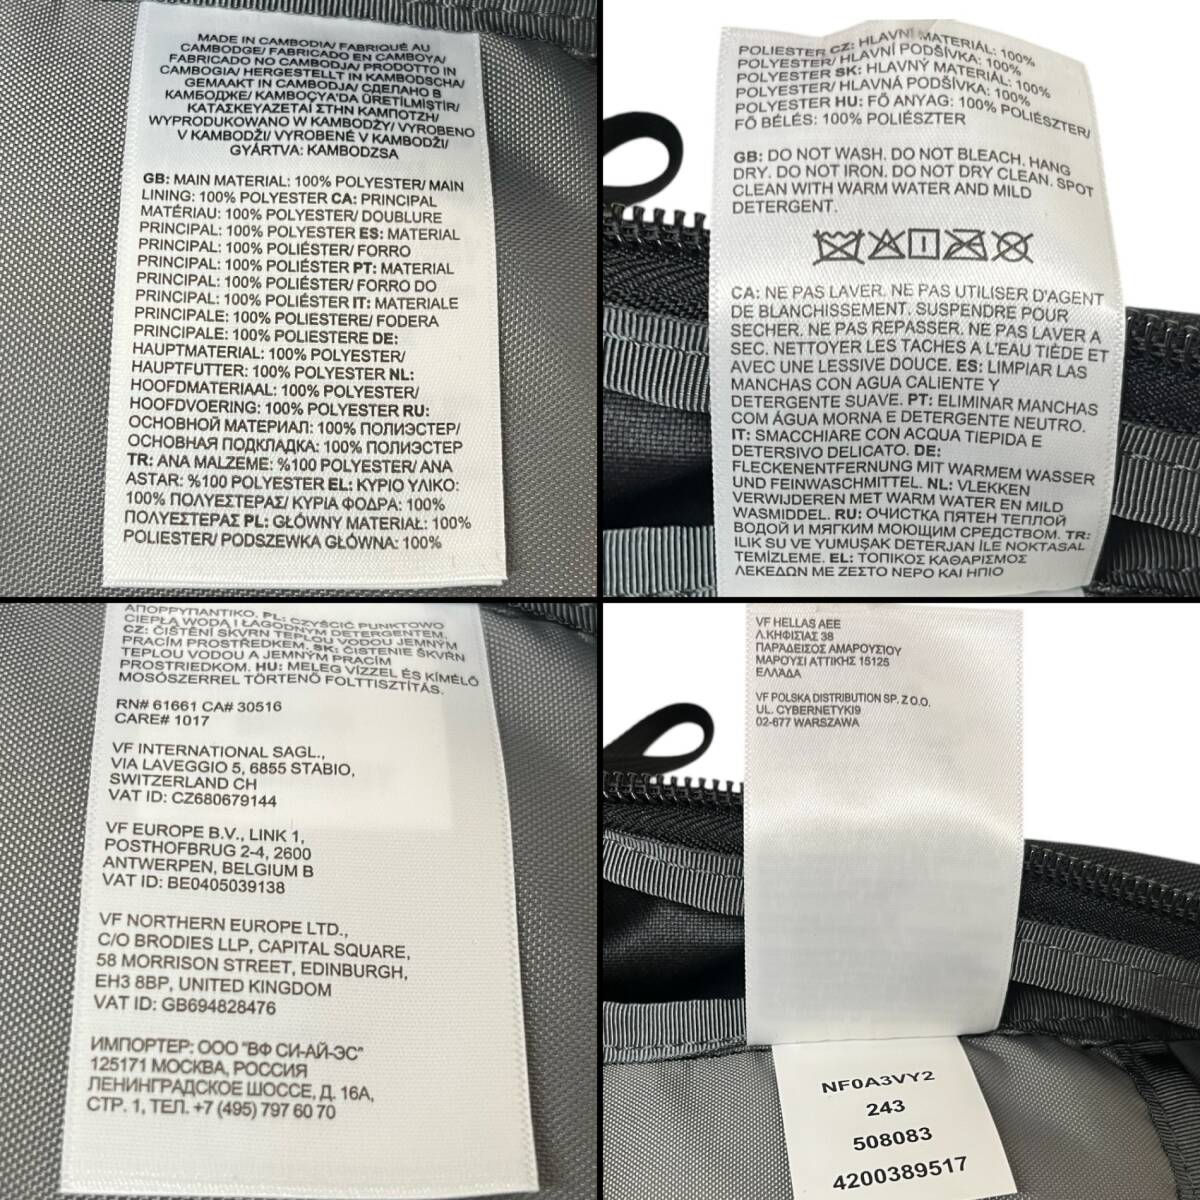 MADE IN CAMBODIA/ FABRIQUÉ AU
CAMBODGE/ FABRICADO EN CAMBOYA/
FABRICADO NO CAMBODJA/ PRODOTTO IN
CAMBOGIA/ HERGESTELLT IN KAMBODSCHA/
GEMAAKT IN CAMBODJA/ СДЕЛАНО В
КАМБОДЖЕ/ KAMBOÇYA'DA ÜRETİLMİŞTİR/
ΚΑΤΑΣΚΕΥΑΖΕΤΑΙ ΣΤΗΝ ΚΑΜΠΟΤΖΗ/
WYPRODUKOWANO W KAMBODŻY/ VYROBENO
V KAMBODŽI/ VYROBENÉ V KAMBODŽI/
GYÁRTVA: KAMBODZSA
GB: MAIN MATERIAL: 100% POLYESTER/ MAIN
LINING: 100% POLYESTER CA: PRINCIPAL
MATÉRIAU: 100% POLYESTER/ DOUBLURE
PRINCIPAL: 100% POLYESTER ES: MATERIAL
PRINCIPAL: 100% POLIÉSTER/ FORRO
PRINCIPAL: 100% POLIÉSTER PT: MATERIAL
PRINCIPAL: 100% POLIÉSTER/ FORRO DO
PRINCIPAL: 100% POLIÉSTER IT: MATERIALE
PRINCIPALE: 100% POLIESTERE/ FODERA
PRINCIPALE: 100% POLIESTERE DE:
HAUPTMATERIAL: 100% POLYESTER/
HAUPTFUTTER: 100% POLYESTER NL:
HOOFDMATERIAAL: 100% POLYESTER/
HOOFDVOERING: 100% POLYESTER RU:
ОСНОВНОЙ МАТЕРИАЛ: 100% ПОЛИЭСТЕР/
ОСНОВНАЯ ПОДКЛАДКА: 100% ПОЛИЭСТЕР
TR: ANA MALZEME: %100 POLYESTER/ ANA
ASTAR: %100 POLYESTER EL: ΚΥΡΙΟ ΥΛΙΚΟ:
100% ΠΟΛΥΕΣΤΕΡΑΣ/ ΚΥΡΙΑ ΦΟΔΡΑ: 100%
ΠΟΛΥΕΣΤΕΡΑΣ PL: GŁÓWNY MATERIAŁ: 100%
POLIESTER/ PODSZEWKA GŁÓWNA: 100%
POLIESTER CZ: HLAVNÍ MATERIÁL: 100%
POLYESTER/ HLAVNÍ PODŠÍVKA: 100%
POLYESTER SK: HLAVNÝ MATERIÁL: 100%
POLYESTER/ HLAVNÁ PODŠÍVKA: 100%
POLYESTER HU: FŐ ANYAG: 100% POLIÉSZTER/
FŐ BÉLÉS: 100% POLIÉSZTER
GB: DO NOT WASH. DO NOT BLEACH. HANG
DRY. DO NOT IRON. DO NOT DRY CLEAN. SPOT
CLEAN WITH WARM WATER AND MILD
DETERGENT.
CA: NE PAS LAVER. NE PAS UTILISER D'AGENT
DE BLANCHISSEMENT. SUSPENDRE POUR
SECHER. NE PAS REPASSER. NE PAS LAVER A
SEC. NETTOYER LES TACHES A L'EAU TIÈDE ET
AVEC UNE LESSIVE DOUCE. ES: LIMPIAR LAS
MANCHAS CON AGUA CALIENTE Y
DETERGENTE SUAVE. PT: ELIMINAR MANCHAS
COM ÁGUA MORNA E DETERGENTE NEUTRO.
IT: SMACCHIARE CON ACQUA TIEPIDA E
DETERSIVO DELICATO. DE:
FLECKENENTFERNUNG MIT WARMEM WASSER
UND FEINWASCHMITTEL. NL: VLEKKEN
VERWIJDEREN MET WARM WATER EN MILD
WASMIDDEL. RU: ОЧИСТКА ПЯТЕН ТЕПЛОЙ
ВОДОЙ И МЯГКИМ МОЮЩИМ СРЕДСТВОМ. TR:
ILIK SU VE YUMUŞAK DETERJAN İLE NOKTASAL
TEMİZLEME. EL: ΤΟΠΙΚΟΣ ΚΑΘΑΡΙΣΜΟΣ
ΛΕΚΕΔΩΝ ΜΕ ΖΕΣΤΟ ΝΕΡΟ ΚΑΙ ΗΠΙΟ
ΑΠΟΡΡΥΠΑΝΤΙΚΟ. PL: CZYŚCIĆ PUNKTOWO
CIEPŁĄ WODĄ I ŁAGODNYM DETERGENTEM.
CZ: ČIŠTĚNÍ SKVRN TEPLOU VODOU JEMNÝM
PRACÍM PROSTŘEDKEM. SK: ČISTENIE ŠKVŔN
TEPLOU VODOU A JEMNÝM PRACÍM
PROSTRIEDKOM. HU: MELEG VÍZZEL ÉS KÍMÉLŐ
MOSÓSZERREL TÖRTENŐ FOLTTISZTÍTÁS.
RN# 61661 CA# 30516
CARE# 1017
VF INTERNATIONAL SAGL.,
VIA LAVEGGIO 5, 6855 STABIO,
SWITZERLAND CH
VAT ID: CZ680679144
VF EUROPE B.V., LINK 1,
POSTHOFBRUG 2-4, 2600
ANTWERPEN, BELGIUM B
VAT ID: BE0405039138
VF NORTHERN EUROPE LTD.,
C/O BRODIES LLP, CAPITAL SQUARE,
58 MORRISON STREET, EDINBURGH,
EH3 8BP, UNITED KINGDOM
VAT ID: GB694828476
ИМПОРТЕР: ООО "ВФ СИ-АЙ-ЭС"
125171 МОСКВА, РОССИЯ
ЛЕНИНГРАДСКОЕ ШОССЕ, Д. 16А,
СТР. 1, ТЕЛ. +7 (495) 797 60 70
VF HELLAS AEE
Λ.ΚΗΦΙΣΙΑΣ 38
ΠΑΡΆΔΕΙΣΟΣ ΑΜΑΡΟΥΣΙΟΥ
ΜΑΡΟΥΣΙ ΑΤΤΙΚΗΣ 15125
ΕΛΛΆΔΑ
VF POLSKA DISTRIBUTION SP. Z O.O.
UL. CYBERNETYKI9
02-677 WARSZAWA
NF0A3VY2
243
508083
4200389517